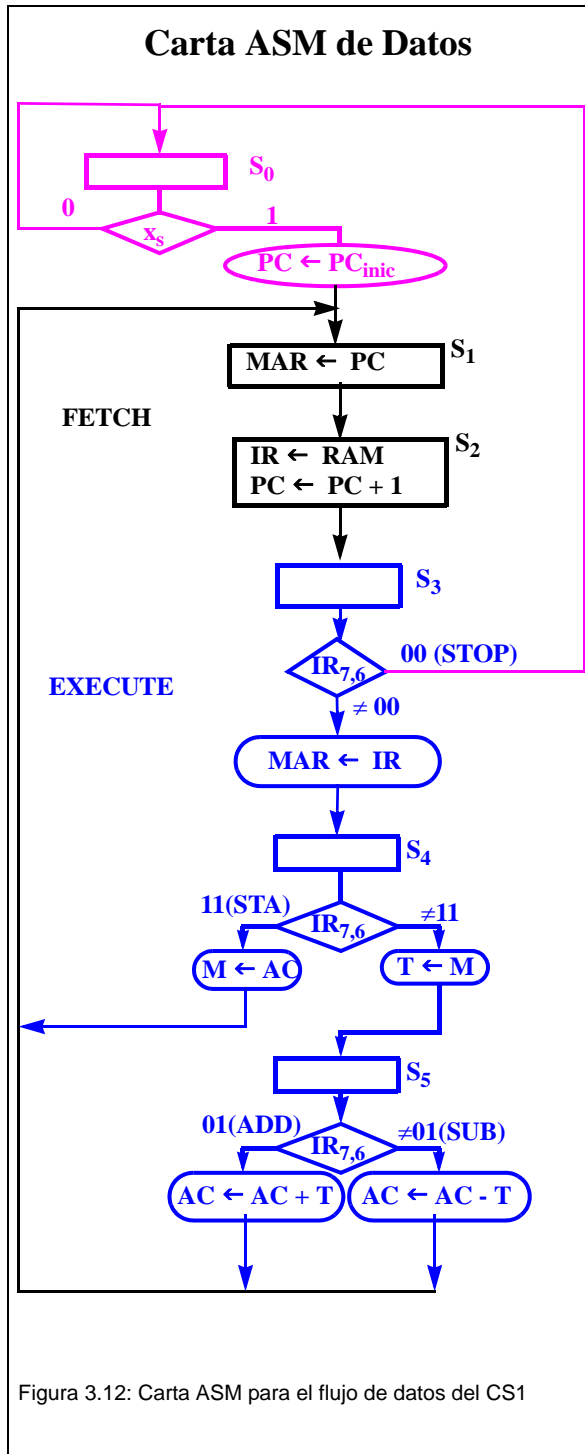 Carta ASM de Datos
S0
0
xs
1
PC ← PCinic
MAR ← PC
S1
FETCH
IR ← RAM
PC ← PC + 1
S2
S3
IR7,6
00 (STOP)
EXECUTE
≠ 00
MAR ← IR
S4
11(STA)
IR7,6
≠11
M ← AC
T ← M
S5
01(ADD)
IR7,6
≠01(SUB)
AC ← AC + T
AC ← AC - T
Figura 3.12: Carta ASM para el flujo de datos del CS1